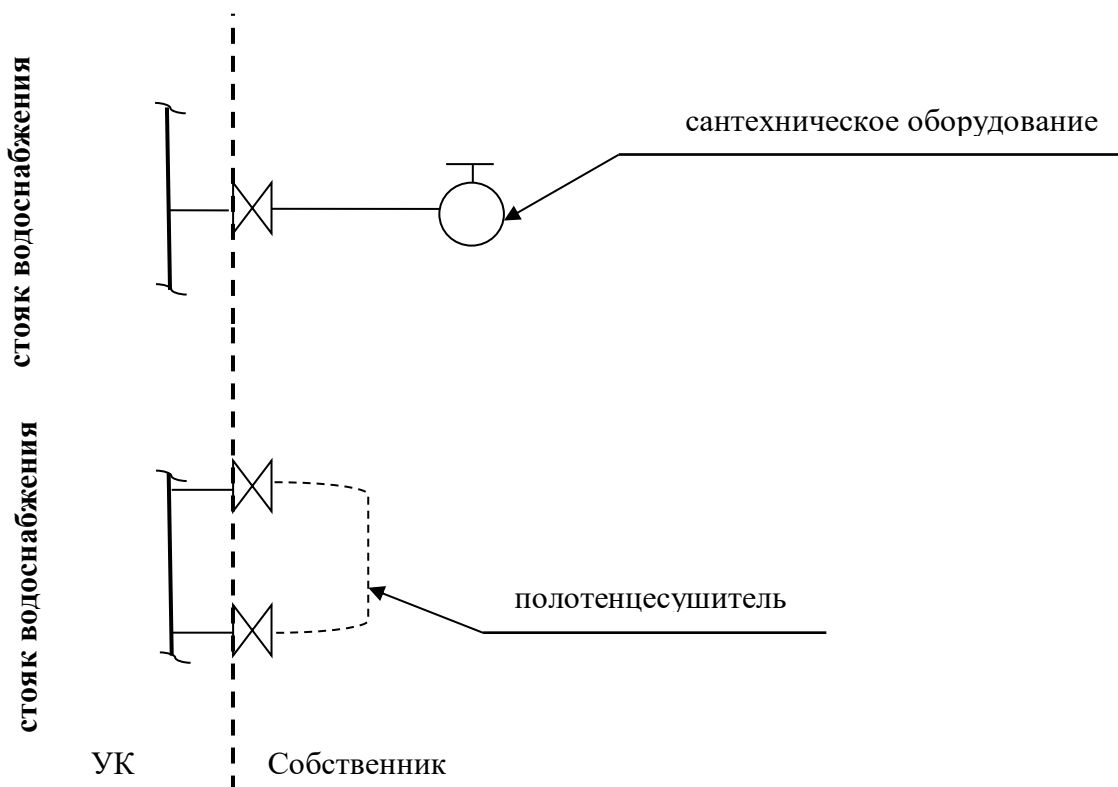 стояк водоснабжения
сантехническое оборудование
стояк водоснабжения
полотенцесушитель
УК
Собственник